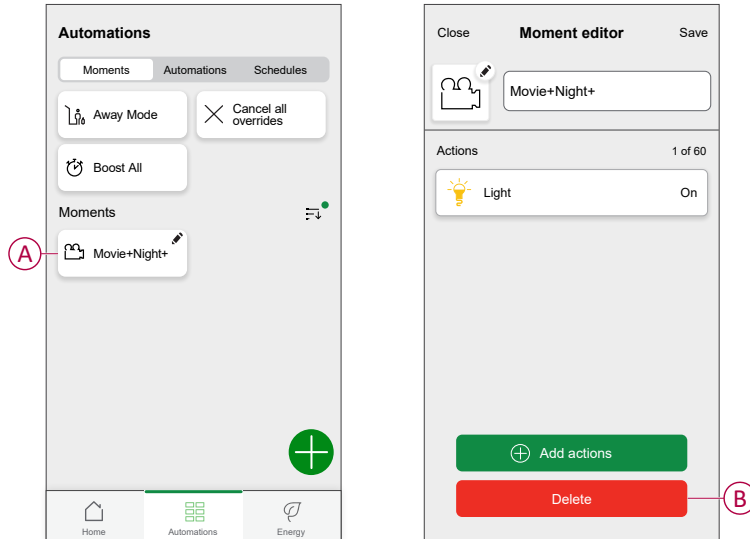 Automations
Moments Automations Schedules
Away Mode
Cancel all
overrides
Boost All
Moments
Movie+Night+
A
Home Automations Energy
Close Moment editor Save
Movie+Night+
Actions 1 of 60
Light On
Add actions
Delete
B